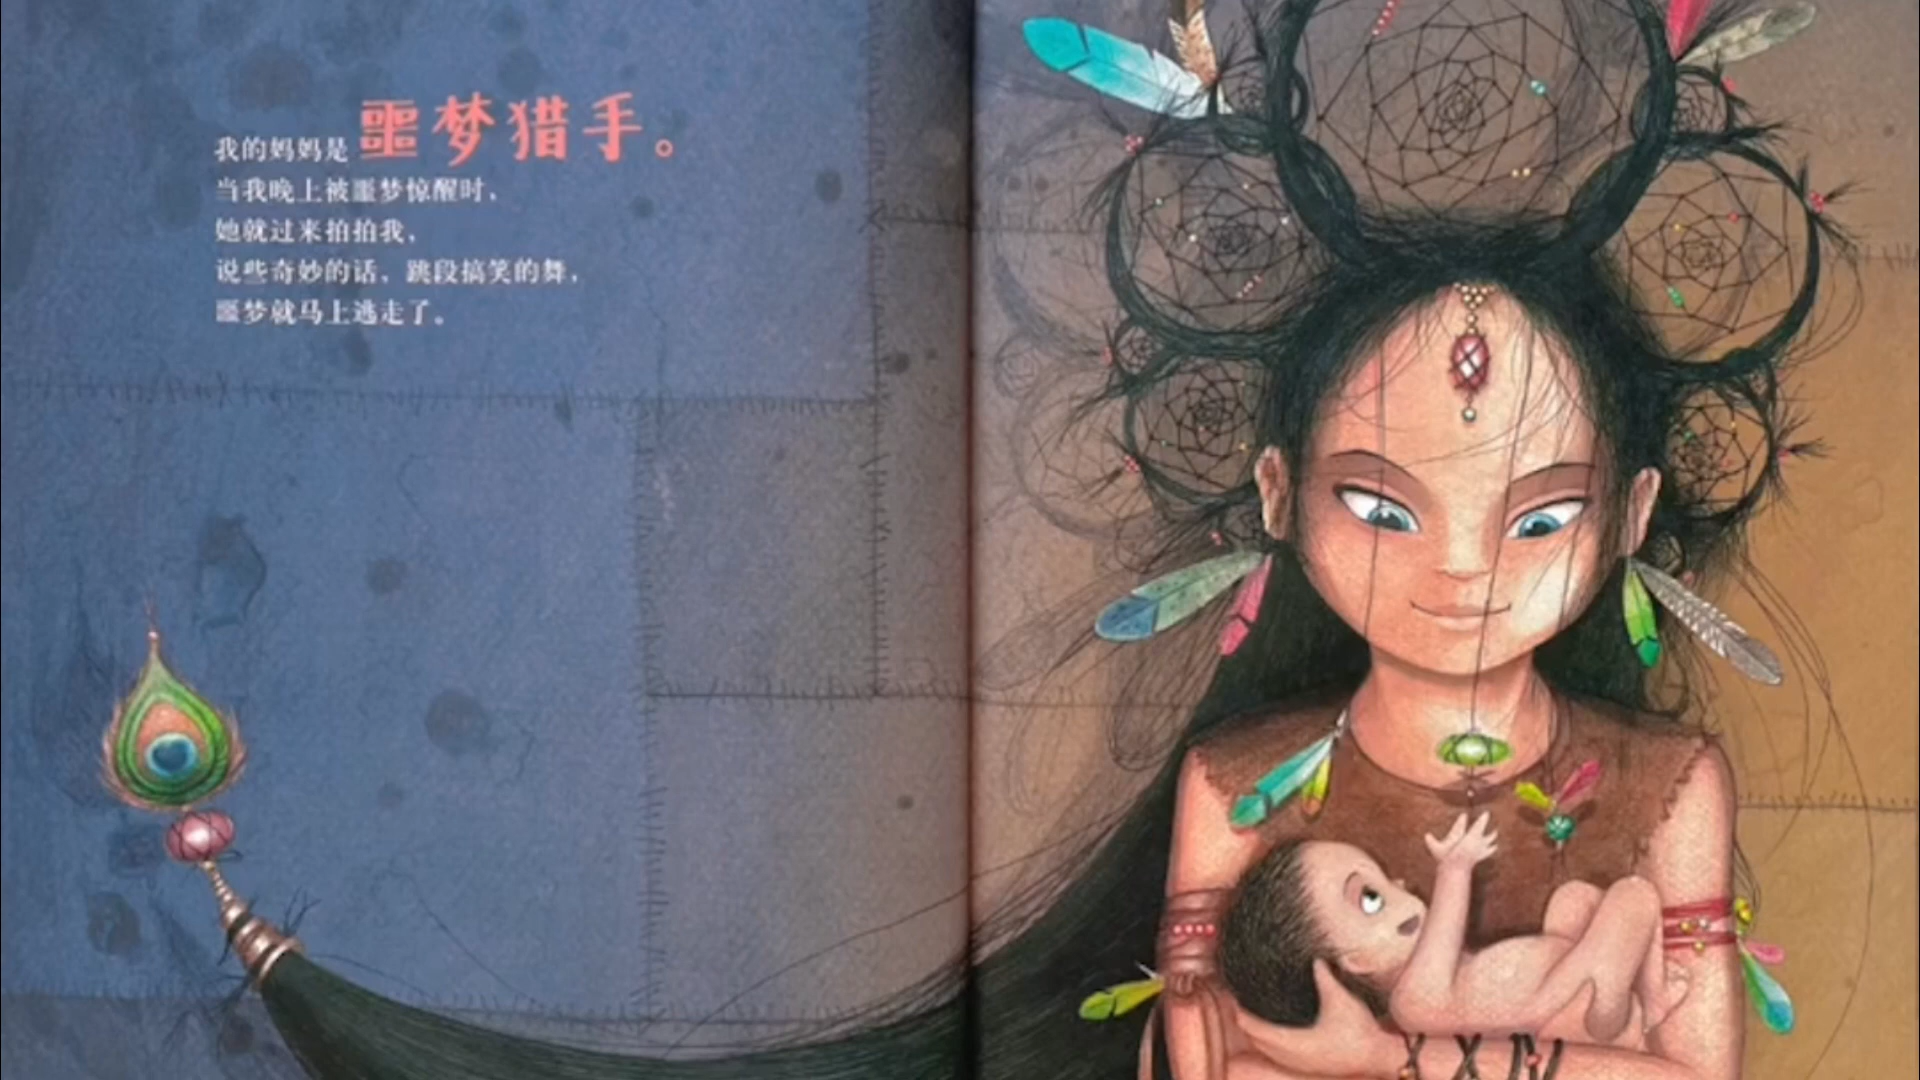 我的妈妈是噩梦猎手。
当我晚上被噩梦惊醒时，
她就过来拍拍我，
说些奇妙的话，跳段搞笑的舞，
噩梦就马上逃走了。